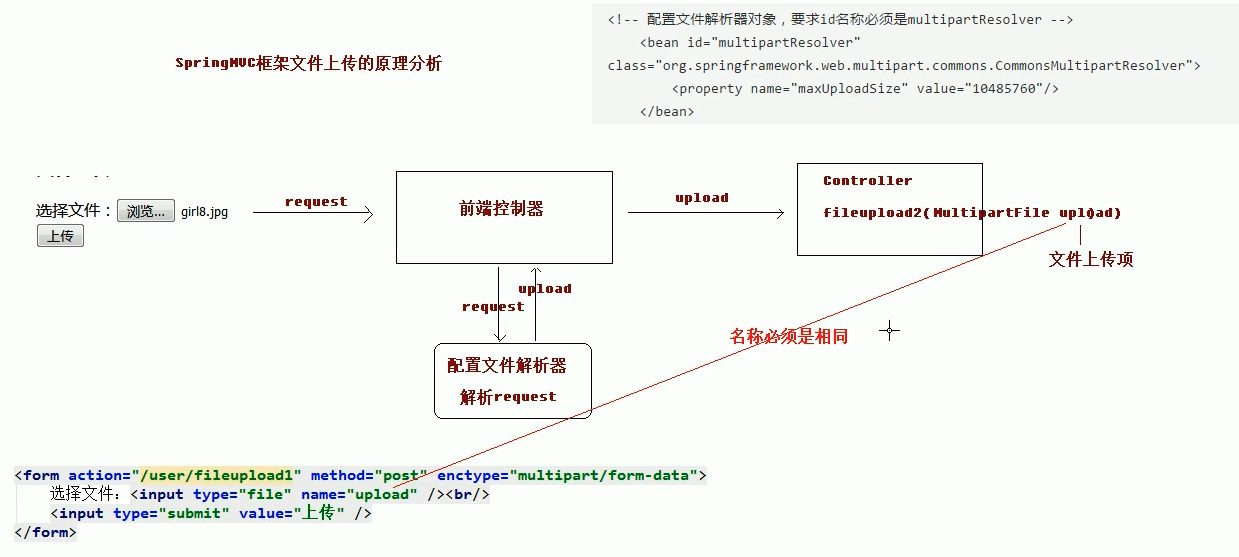 SpringMVC框架文件上传的原理分析
<!-- 配置文件解析器对象，要求id名称必须是multipartResolver -->
<bean id="multipartResolver"
class="org.springframework.web.multipart.commons.CommonsMultipartResolver">
<property name="maxUploadSize" value="10485760"/>
</bean>
选择文件： 浏览... girl8.jpg
上传
request
前端控制器
upload
Controller
fileupload2(MultipartFile upload)
文件上传项
upload
request
名称必须是相同
配置文件解析器
解析request
<form action="/user/fileupload1" method="post" enctype="multipart/form-data">
选择文件：<input type="file" name="upload" /><br/>
<input type="submit" value="上传" />
</form>